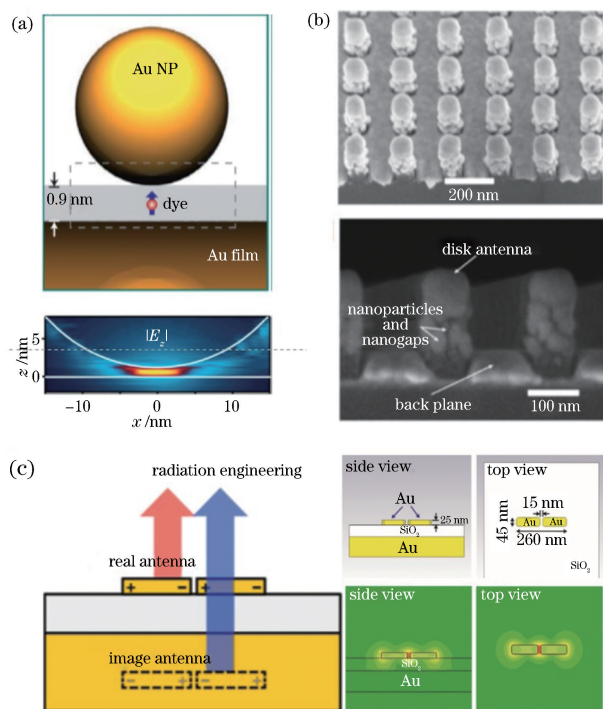 (a)
Au NP
0.9 nm
dye
Au film
|E_z|
z/nm
5
0
−10
0
10
x/nm
(b)
200 nm
disk antenna
nanoparticles
and
nanogaps
back plane
100 nm
(c)
radiation engineering
real antenna
+ − + −
image antenna
− + − +
side view
Au
25 nm
SiO₂
Au
top view
15 nm
45 nm
Au Au
260 nm
SiO₂
side view
SiO₂
Au
top view